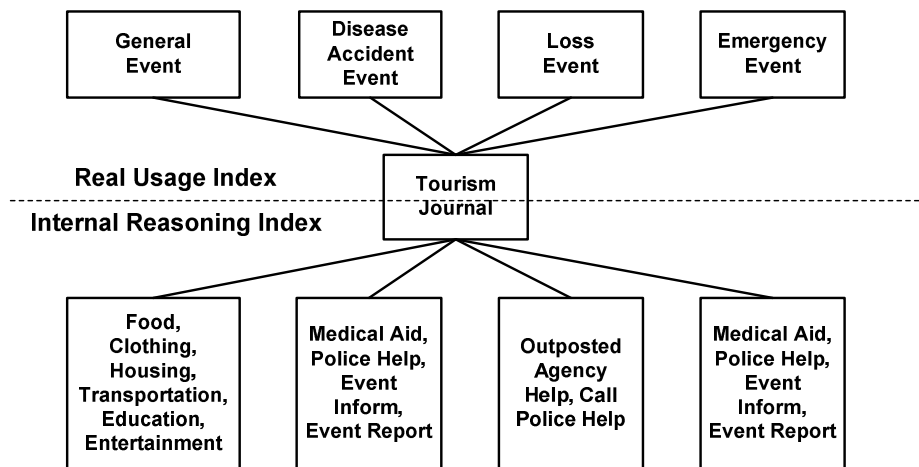 General
Event
Disease
Accident
Event
Loss
Event
Emergency
Event
Real Usage Index
Tourism
Journal
Internal Reasoning Index
Food,
Clothing,
Housing,
Transportation,
Education,
Entertainment
Medical Aid,
Police Help,
Event
Inform,
Event Report
Outposted
Agency
Help, Call
Police Help
Medical Aid,
Police Help,
Event
Inform,
Event Report